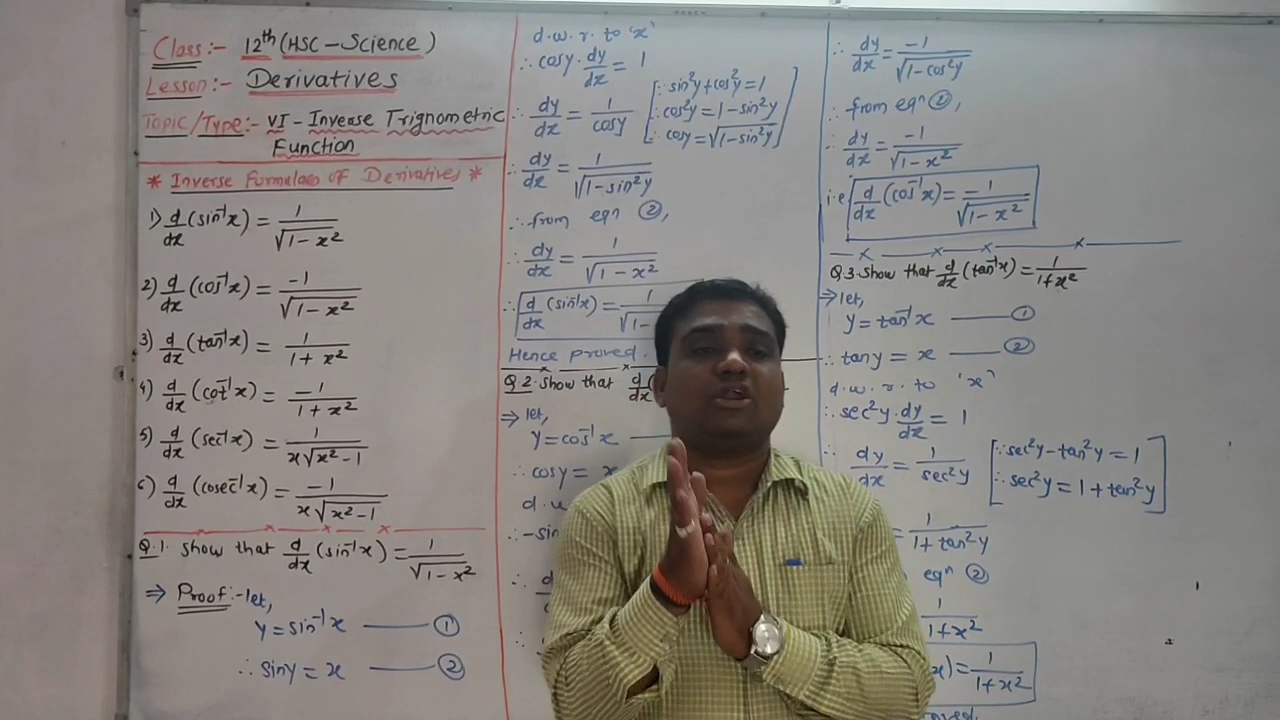 Class:- 12th (HSC-Science)
Lesson:- Derivatives
Topic/Type:- VI - Inverse Trignometric
Function
* Inverse Formulaes of Derivatives *
1) d/dx (sin⁻¹x) = 1/√(1-x²)
2) d/dx (cos⁻¹x) = -1/√(1-x²)
3) d/dx (tan⁻¹x) = 1/(1+x²)
4) d/dx (cot⁻¹x) = -1/(1+x²)
5) d/dx (sec⁻¹x) = 1/(x√(x²-1))
6) d/dx (cosec⁻¹x) = -1/(x√(x²-1))
Q.1. Show that d/dx (sin⁻¹x) = 1/√(1-x²)
⇒ Proof:- let,
y = sin⁻¹x —— ①
∴ siny = x —— ②
d.w.r. to 'x'
∴ cosy. dy/dx = 1
∴ dy/dx = 1/cosy [∵ sin²y + cos²y = 1
∴ cos²y = 1 - sin²y
∴ cosy = √(1-sin²y)]
∴ dy/dx = 1/√(1-sin²y)
∴ from eqn ②,
∴ dy/dx = 1/√(1-x²)
∴ d/dx (sin⁻¹x) = 1/√(1-
Hence proved.
Q.2. Show that d/dx (
⇒ let,
y = cos⁻¹x ——
∴ cosy = x
d.w
∴ -sin
∴ d
∴ dy/dx = -1/√(1-cos²y)
∴ from eqn ②,
∴ dy/dx = -1/√(1-x²)
i.e. d/dx (cos⁻¹x) = -1/√(1-x²)
Q.3. Show that d/dx (tan⁻¹x) = 1/(1+x²)
⇒ let,
y = tan⁻¹x —— ①
∴ tany = x —— ②
d.w.r. to 'x'
∴ sec²y. dy/dx = 1
∴ dy/dx = 1/sec²y [∵ sec²y - tan²y = 1
∴ sec²y = 1 + tan²y]
= 1/(1+tan²y)
eqn ②
1/(1+x²)
x) = 1/(1+x²)